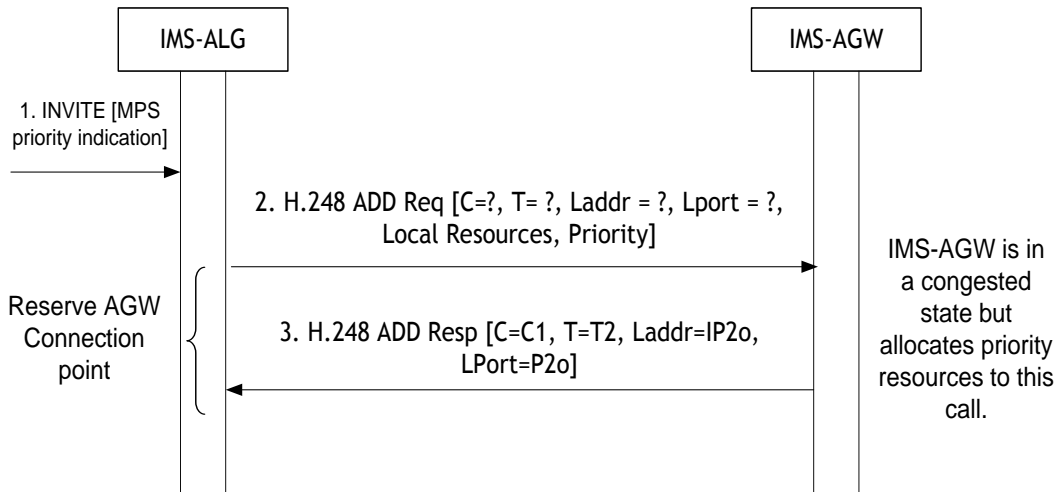 IMS-ALG
IMS-AGW
1. INVITE [MPS
priority indication]
2. H.248 ADD Req [C=?, T= ?, Laddr = ?, Lport = ?,
Local Resources, Priority]
IMS-AGW is in
a congested
state but
allocates priority
resources to this
call.
Reserve AGW
Connection
point
3. H.248 ADD Resp [C=C1, T=T2, Laddr=IP2o,
LPort=P2o]